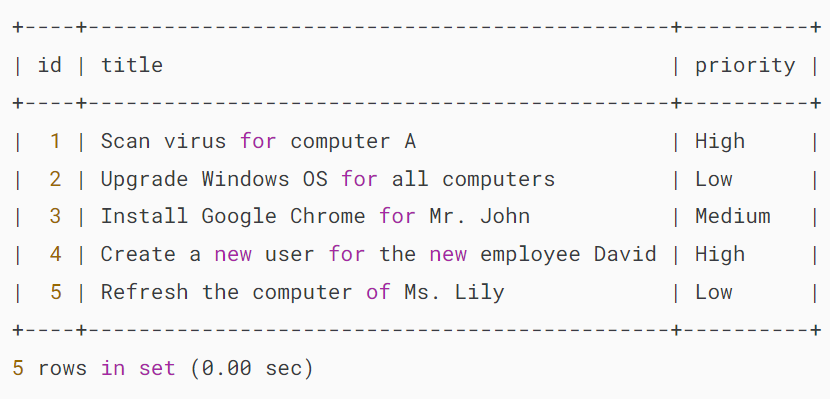 +----+----------------------------------------------+----------+
| id | title                                        | priority |
+----+----------------------------------------------+----------+
|  1 | Scan virus for computer A                    | High     |
|  2 | Upgrade Windows OS for all computers         | Low      |
|  3 | Install Google Chrome for Mr. John           | Medium   |
|  4 | Create a new user for the new employee David | High     |
|  5 | Refresh the computer of Ms. Lily             | Low      |
+----+----------------------------------------------+----------+
5 rows in set (0.00 sec)